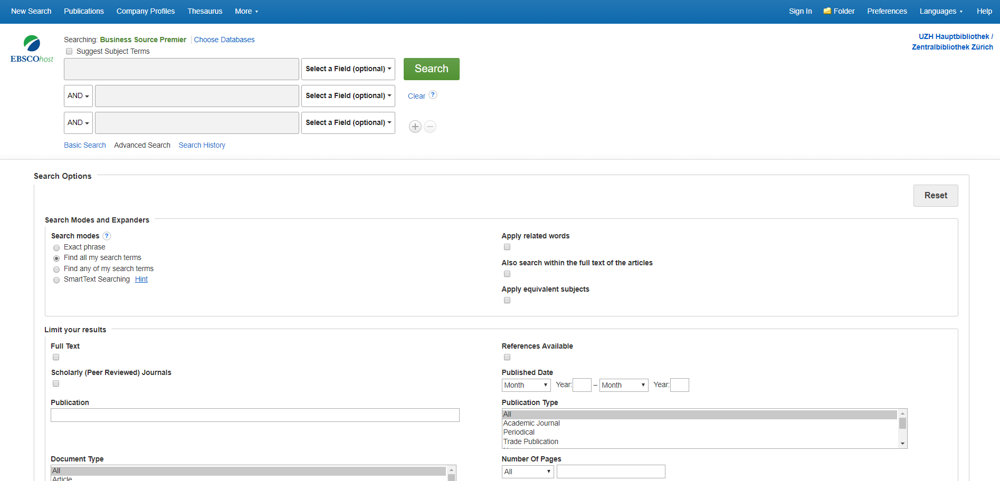 New Search Publications Company Profiles Thesaurus More
Sign In Folder Preferences Languages Help
EBSCOhost
Searching: Business Source Premier Choose Databases
Suggest Subject Terms
UZH Hauptbibliothek /
Zentralbibliothek Zürich
Select a Field (optional) Search
AND Select a Field (optional) Clear ?
AND Select a Field (optional) + −
Basic Search Advanced Search Search History
Search Options
Reset
Search Modes and Expanders
Search modes ?
Exact phrase
Find all my search terms
Find any of my search terms
SmartText Searching Hint
Apply related words
Also search within the full text of the articles
Apply equivalent subjects
Limit your results
Full Text
References Available
Scholarly (Peer Reviewed) Journals
Published Date
Month Year: – Month Year:
Publication
Publication Type
All
Academic Journal
Periodical
Trade Publication
Document Type
All
Article
Number Of Pages
All